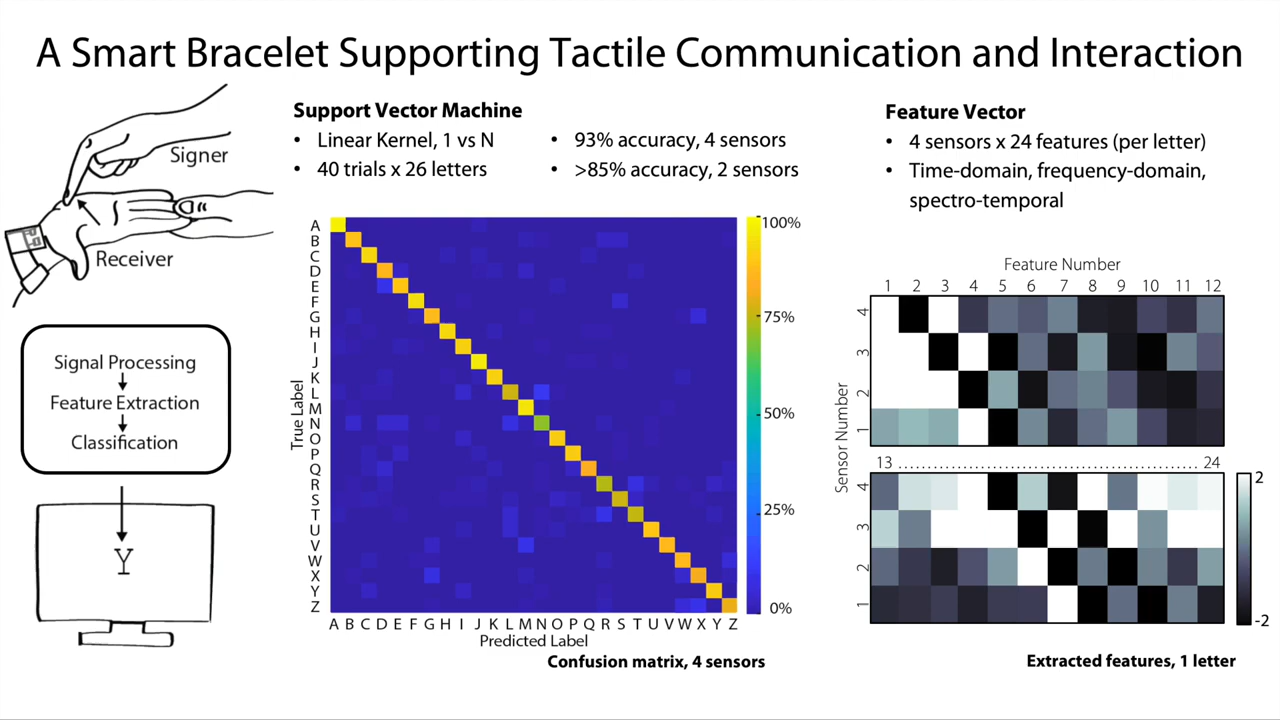 A Smart Bracelet Supporting Tactile Communication and Interaction
Signer
Receiver
Signal Processing
Feature Extraction
Classification
Y
Support Vector Machine
• Linear Kernel, 1 vs N
• 40 trials x 26 letters
• 93% accuracy, 4 sensors
• >85% accuracy, 2 sensors
True Label
A
B
C
D
E
F
G
H
I
J
K
L
M
N
O
P
Q
R
S
T
U
V
W
X
Y
Z
A B C D E F G H I J K L M N O P Q R S T U V W X Y Z
Predicted Label
100%
75%
50%
25%
0%
Confusion matrix, 4 sensors
Feature Vector
• 4 sensors x 24 features (per letter)
• Time-domain, frequency-domain,
spectro-temporal
Feature Number
1 2 3 4 5 6 7 8 9 10 11 12
Sensor Number
4
3
2
1
13 ........................................ 24
4
3
2
1
2
-2
Extracted features, 1 letter